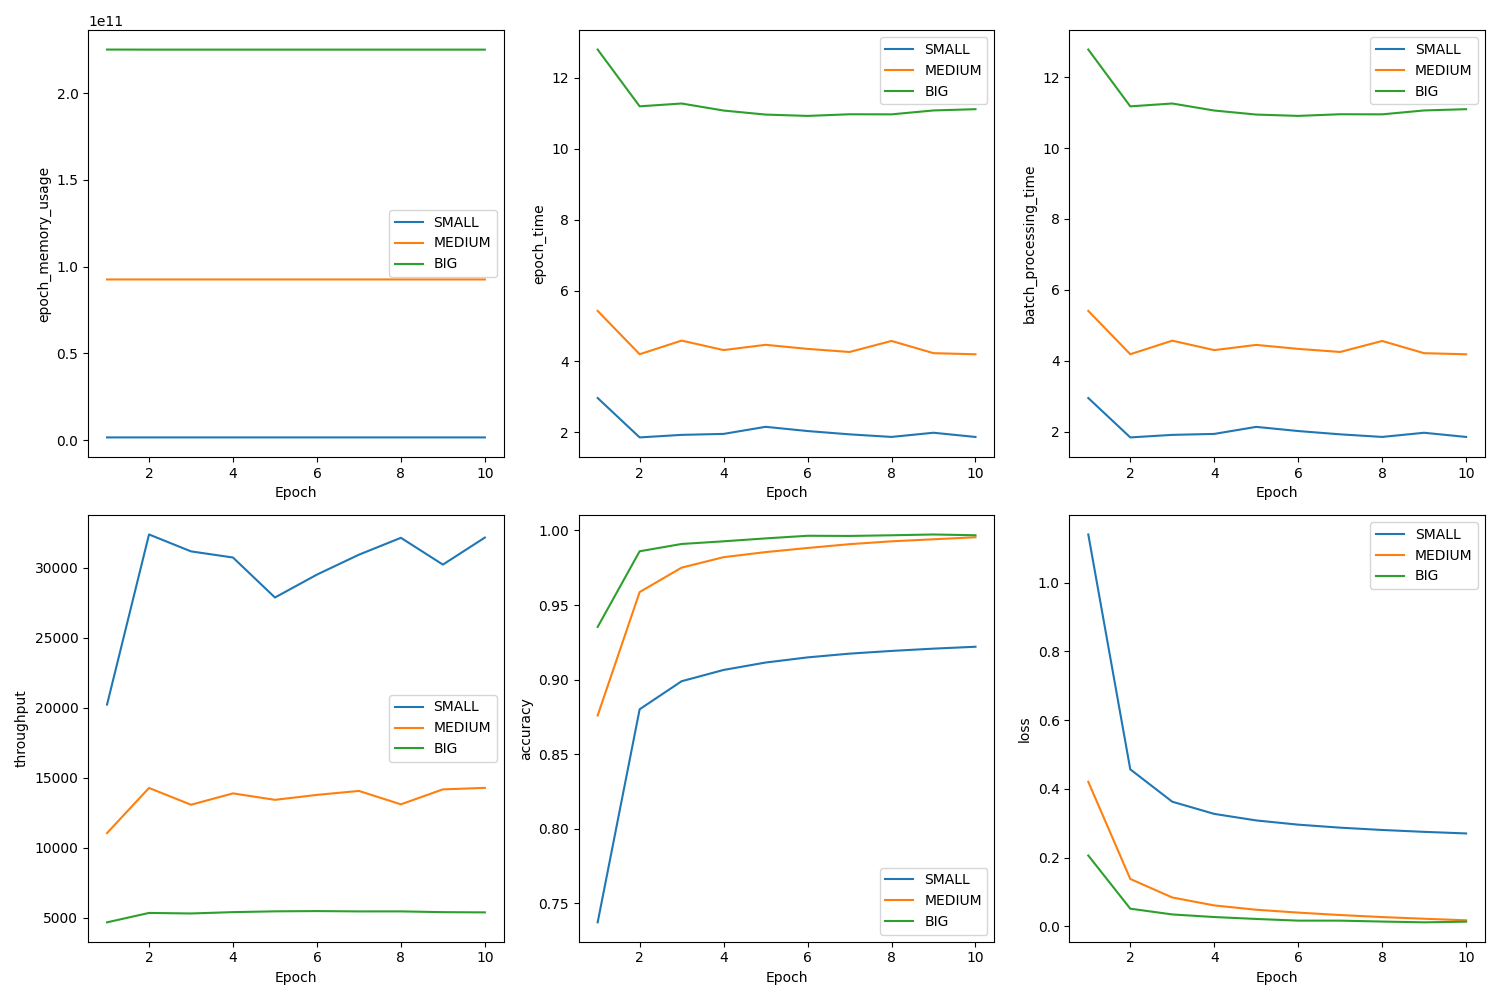 1e11
epoch_memory_usage
2.0
1.5
1.0
0.5
0.0
2 4 6 8 10
Epoch
SMALL
MEDIUM
BIG
epoch_time
12
10
8
6
4
2
2 4 6 8 10
Epoch
SMALL
MEDIUM
BIG
batch_processing_time
12
10
8
6
4
2
2 4 6 8 10
Epoch
SMALL
MEDIUM
BIG
throughput
30000
25000
20000
15000
10000
5000
2 4 6 8 10
Epoch
SMALL
MEDIUM
BIG
accuracy
1.00
0.95
0.90
0.85
0.80
0.75
2 4 6 8 10
Epoch
SMALL
MEDIUM
BIG
loss
1.0
0.8
0.6
0.4
0.2
0.0
2 4 6 8 10
Epoch
SMALL
MEDIUM
BIG